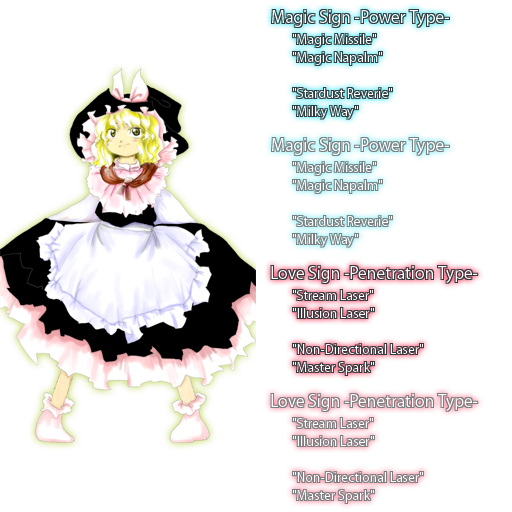 Magic Sign -Power Type-
"Magic Missile"
"Magic Napalm"
"Stardust Reverie"
"Milky Way"
Magic Sign -Power Type-
"Magic Missile"
"Magic Napalm"
"Stardust Reverie"
"Milky Way"
Love Sign -Penetration Type-
"Stream Laser"
"Illusion Laser"
"Non-Directional Laser"
"Master Spark"
Love Sign -Penetration Type-
"Stream Laser"
"Illusion Laser"
"Non-Directional Laser"
"Master Spark"